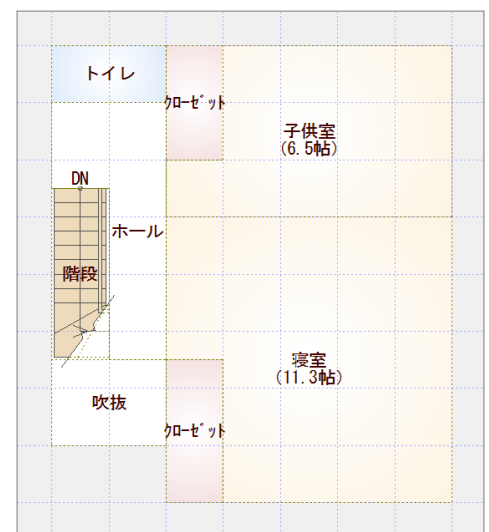 トイレ
クローゼット
子供室
(6.5帖)
DN
ホール
階段
寝室
(11.3帖)
吹抜
クローゼット